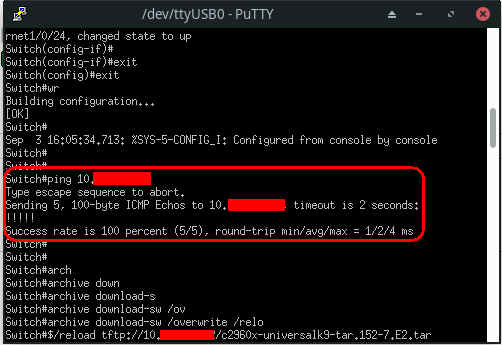 /dev/ttyUSB0 - PuTTY
rnet1/0/24, changed state to up
Switch(config-if)#
Switch(config-if)#exit
Switch(config)#exit
Switch#wr
Building configuration...
[OK]
Switch#
Sep  3 16:05:34.713: %SYS-5-CONFIG_I: Configured from console by console
Switch#
Switch#ping 10.
Type escape sequence to abort.
Sending 5, 100-byte ICMP Echos to 10. timeout is 2 seconds:
!!!!!
Success rate is 100 percent (5/5), round-trip min/avg/max = 1/2/4 ms
Switch#
Switch#
Switch#arch
Switch#archive down
Switch#archive download-s
Switch#archive download-sw /ov
Switch#archive download-sw /overwrite /relo
Switch#$/reload tftp://10. /c2960x-universalk9-tar.152-7.E2.tar